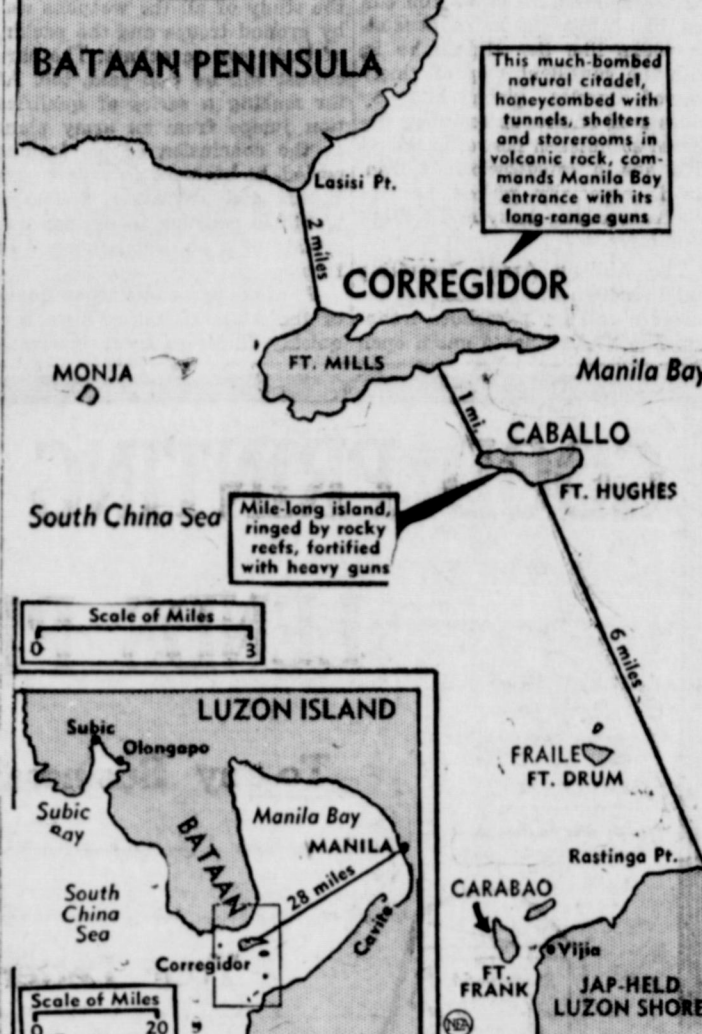 BATAAN PENINSULA
This much-bombed
natural citadel,
honeycombed with
tunnels, shelters
and storerooms in
volcanic rock, com-
mands Manila Bay
entrance with its
long-range guns
Lasisi Pt.
2 miles
CORREGIDOR
FT. MILLS
MONJA
Manila Bay
1 mi.
CABALLO
FT. HUGHES
South China Sea
Mile-long island,
ringed by rocky
reefs, fortified
with heavy guns
Scale of Miles
0 3
6 miles
LUZON ISLAND
Subic
Olongapo
Subic
Bay
Manila Bay
BATAAN
MANILA
28 miles
South
China
Sea
Cavite
Corregidor
Scale of Miles
0 20
FRAILE
FT. DRUM
Rastinga Pt.
CARABAO
Vijia
FT.
FRANK
JAP-HELD
LUZON SHORE
NEA